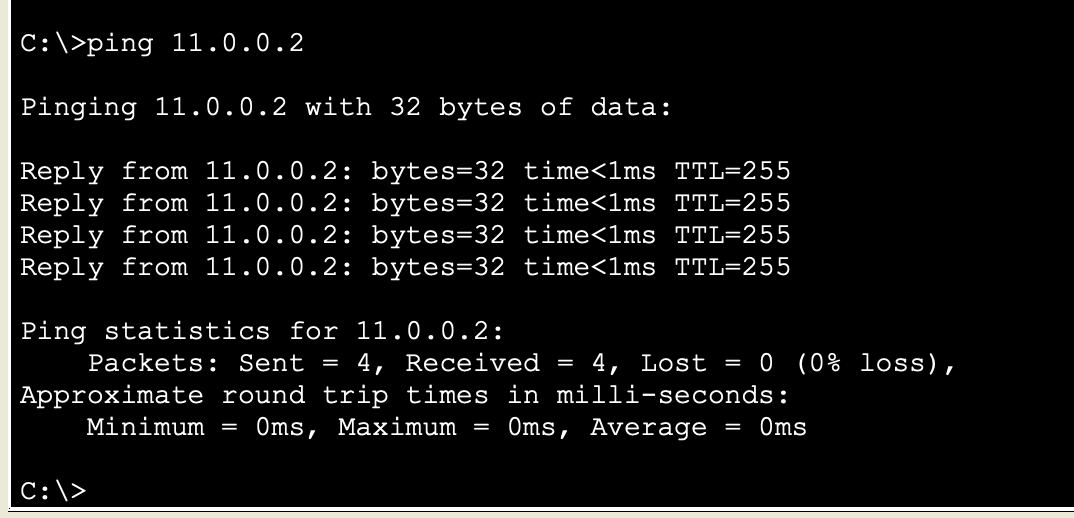 C:\>ping 11.0.0.2
Pinging 11.0.0.2 with 32 bytes of data:
Reply from 11.0.0.2: bytes=32 time<1ms TTL=255
Reply from 11.0.0.2: bytes=32 time<1ms TTL=255
Reply from 11.0.0.2: bytes=32 time<1ms TTL=255
Reply from 11.0.0.2: bytes=32 time<1ms TTL=255
Ping statistics for 11.0.0.2:
    Packets: Sent = 4, Received = 4, Lost = 0 (0% loss),
Approximate round trip times in milli-seconds:
    Minimum = 0ms, Maximum = 0ms, Average = 0ms
C:\>